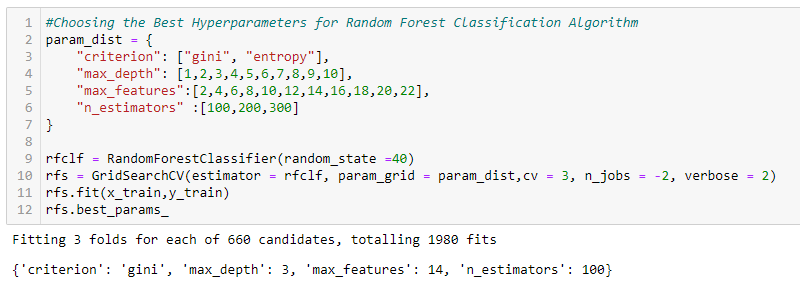 1 #Choosing the Best Hyperparameters for Random Forest Classification Algorithm
2 param_dist = {
3     "criterion": ["gini", "entropy"],
4     "max_depth": [1,2,3,4,5,6,7,8,9,10],
5     "max_features":[2,4,6,8,10,12,14,16,18,20,22],
6     "n_estimators" :[100,200,300]
7 }
8
9 rfclf = RandomForestClassifier(random_state =40)
10 rfs = GridSearchCV(estimator = rfclf, param_grid = param_dist,cv = 3, n_jobs = -2, verbose = 2)
11 rfs.fit(x_train,y_train)
12 rfs.best_params_
Fitting 3 folds for each of 660 candidates, totalling 1980 fits
{'criterion': 'gini', 'max_depth': 3, 'max_features': 14, 'n_estimators': 100}